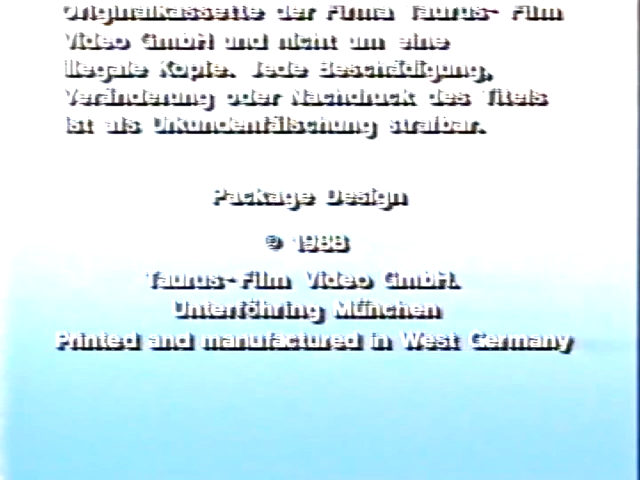 Originalkassette der Firma Taurus- Film
Video GmbH und nicht um eine
illegale Kopie. Jede Beschädigung,
Veränderung oder Nachdruck des Titels
ist als Urkundenfälschung strafbar.
Package Design
© 1988
Taurus-Film Video GmbH.
Unterföhring München
Printed and manufactured in West Germany